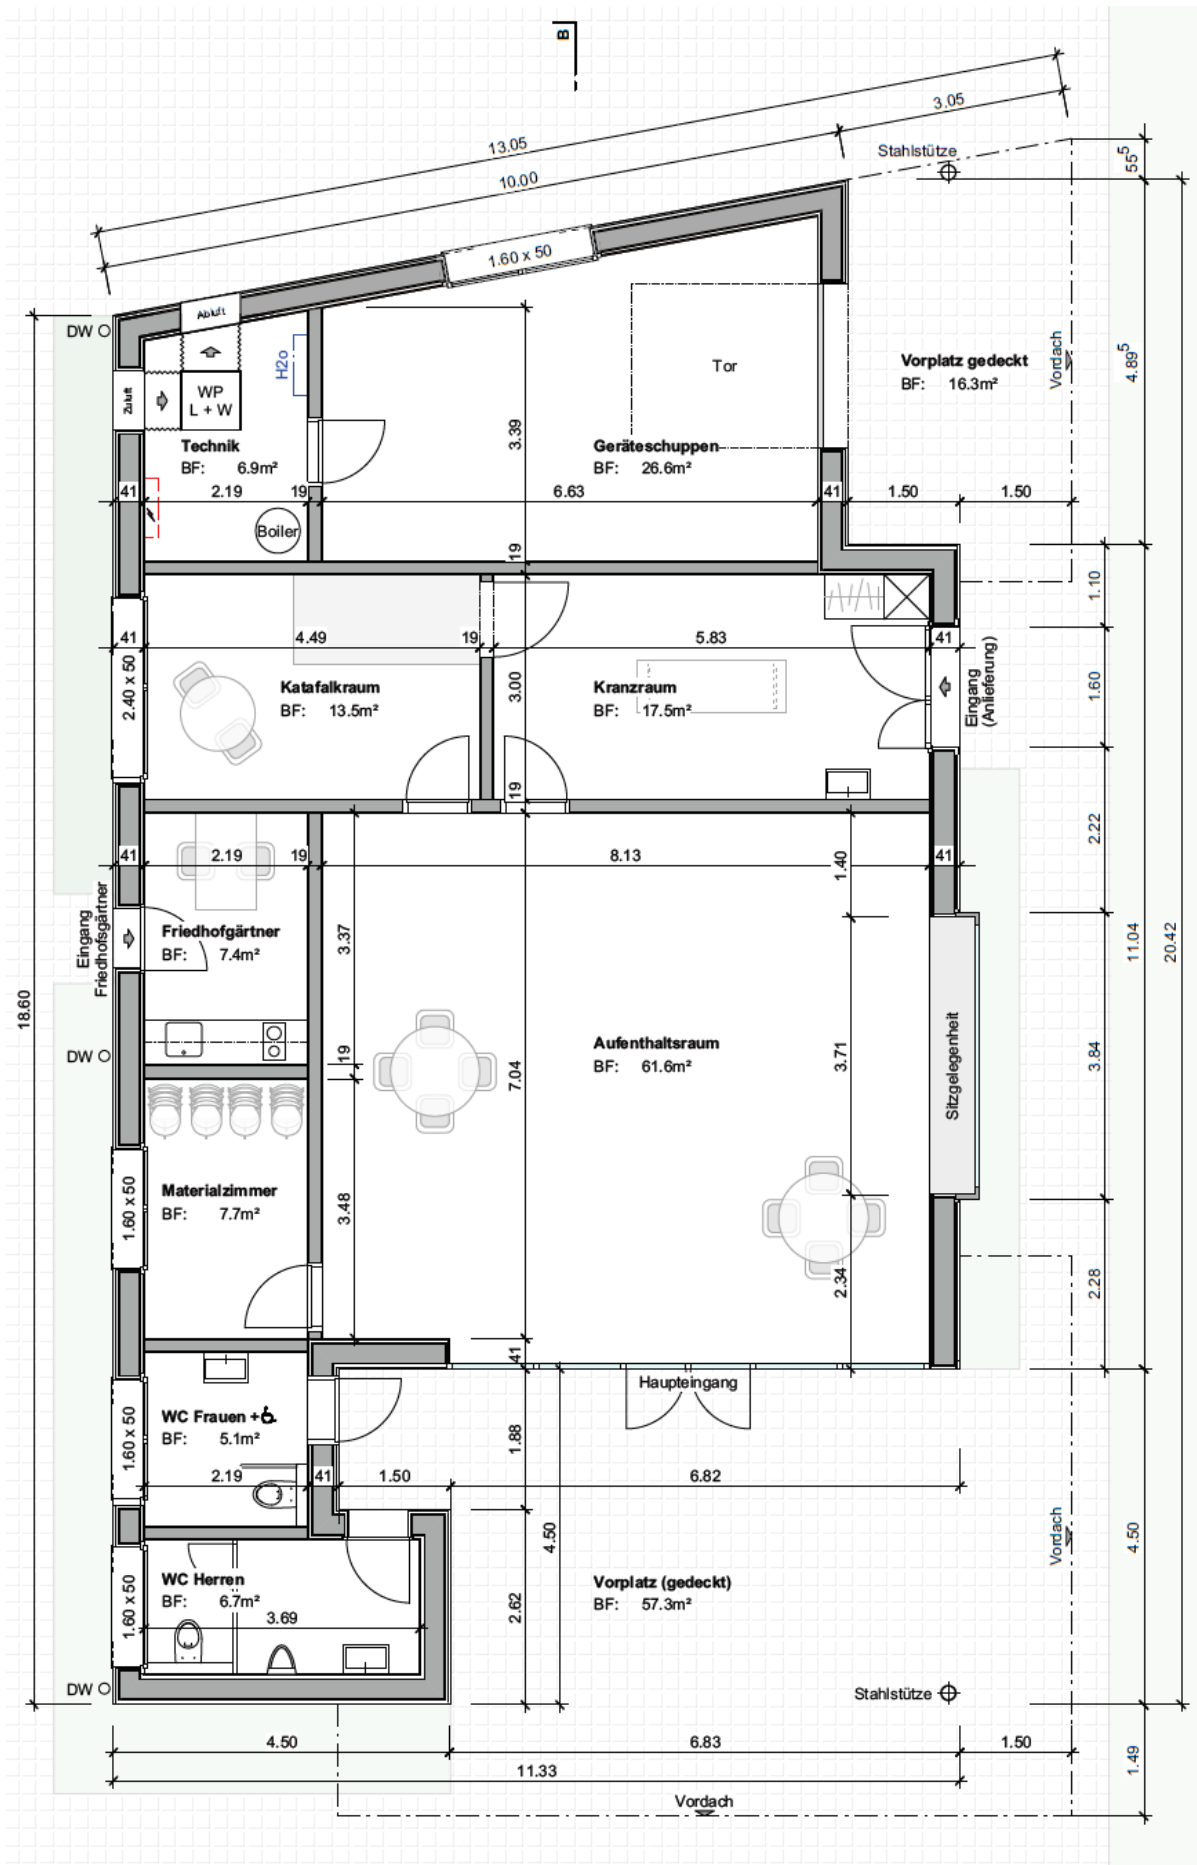 B
13.05
3.05
10.00
Stahlstütze
55⁵
1.60 x 50
Abluft
DW
H2o
Zuluft
WP
L + W
Tor
Vorplatz gedeckt
BF: 16.3m²
Vordach
4.89⁵
Technik
BF: 6.9m²
3.39
Geräteschuppen
BF: 26.6m²
41
2.19
19
6.63
41
1.50
1.50
Boiler
19
1.10
41
4.49
19
5.83
41
2.40 x 50
Katafalkraum
BF: 13.5m²
3.00
Kranzraum
BF: 17.5m²
Eingang
(Anlieferung)
1.60
19
2.22
41
2.19
19
8.13
1.40
41
Eingang
Friedhofsgärtner
Friedhofgärtner
BF: 7.4m²
3.37
11.04
20.42
18.60
DW
19
7.04
Aufenthaltsraum
BF: 61.6m²
3.71
Sitzgelegenheit
3.84
1.60 x 50
Materialzimmer
BF: 7.7m²
3.48
2.34
2.28
41
Haupteingang
1.60 x 50
WC Frauen +
BF: 5.1m²
1.88
2.19
41
1.50
6.82
4.50
Vordach
4.50
1.60 x 50
WC Herren
BF: 6.7m²
3.69
2.62
Vorplatz (gedeckt)
BF: 57.3m²
DW
Stahlstütze
4.50
6.83
1.50
1.49
11.33
Vordach